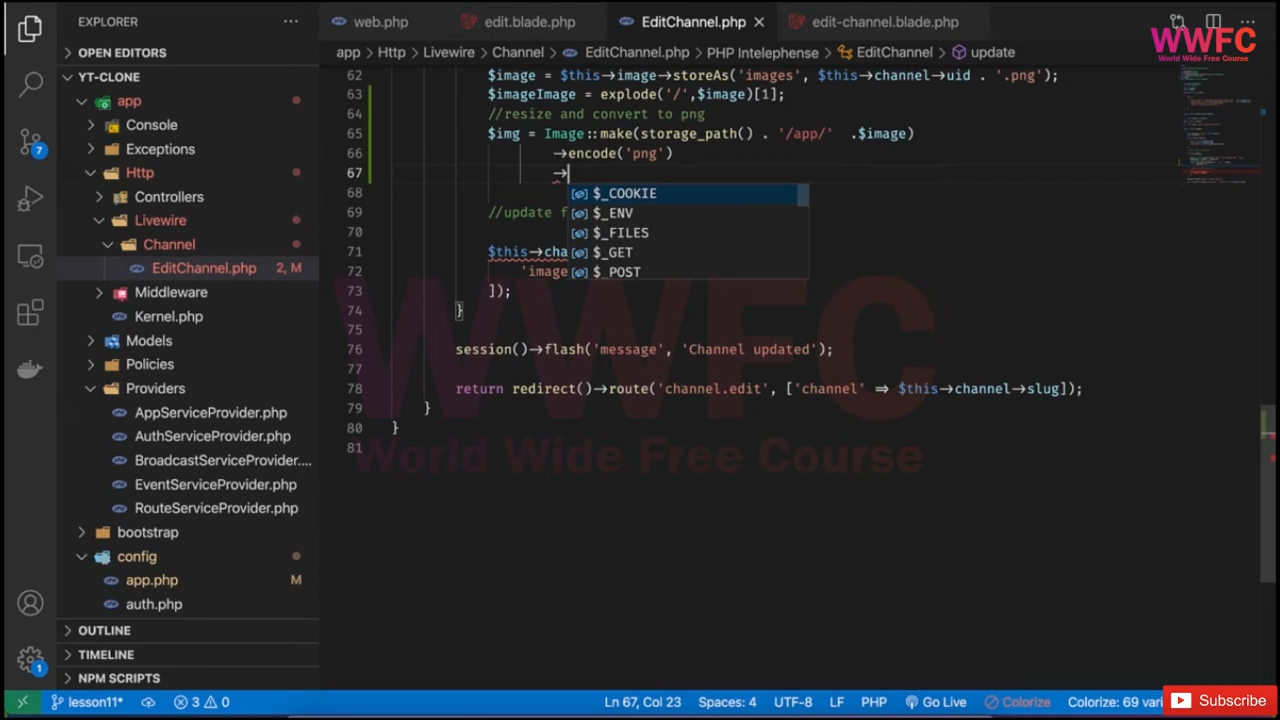 EXPLORER
web.php
edit.blade.php
EditChannel.php
edit-channel.blade.php
WWFC
World Wide Free Course
OPEN EDITORS
app > Http > Livewire > Channel > EditChannel.php > PHP Intelephense > EditChannel > update
YT-CLONE
app
Console
Exceptions
Http
Controllers
Livewire
Channel
EditChannel.php 2, M
Middleware
Kernel.php
Models
Policies
Providers
AppServiceProvider.php
AuthServiceProvider.php
BroadcastServiceProvider....
EventServiceProvider.php
RouteServiceProvider.php
bootstrap
config
app.php M
auth.php
OUTLINE
TIMELINE
NPM SCRIPTS
7
1
62 $image = $this->image->storeAs('images', $this->channel->uid . '.png');
63 $imageImage = explode('/',$image)[1];
64 //resize and convert to png
65 $img = Image::make(storage_path() . '/app/' .$image)
66 ->encode('png')
67 ->
68
69 //update f
70
71 $this->cha
72 'image
73 ]);
74 }
75
76 session()->flash('message', 'Channel updated');
77
78 return redirect()->route('channel.edit', ['channel' => $this->channel->slug]);
79 }
80 }
81
$_COOKIE
$_ENV
$_FILES
$_GET
$_POST
WWFC
World Wide Free Course
lesson11* 3 0 Ln 67, Col 23 Spaces: 4 UTF-8 LF PHP Go Live Colorize Colorize: 69 vari
Subscribe